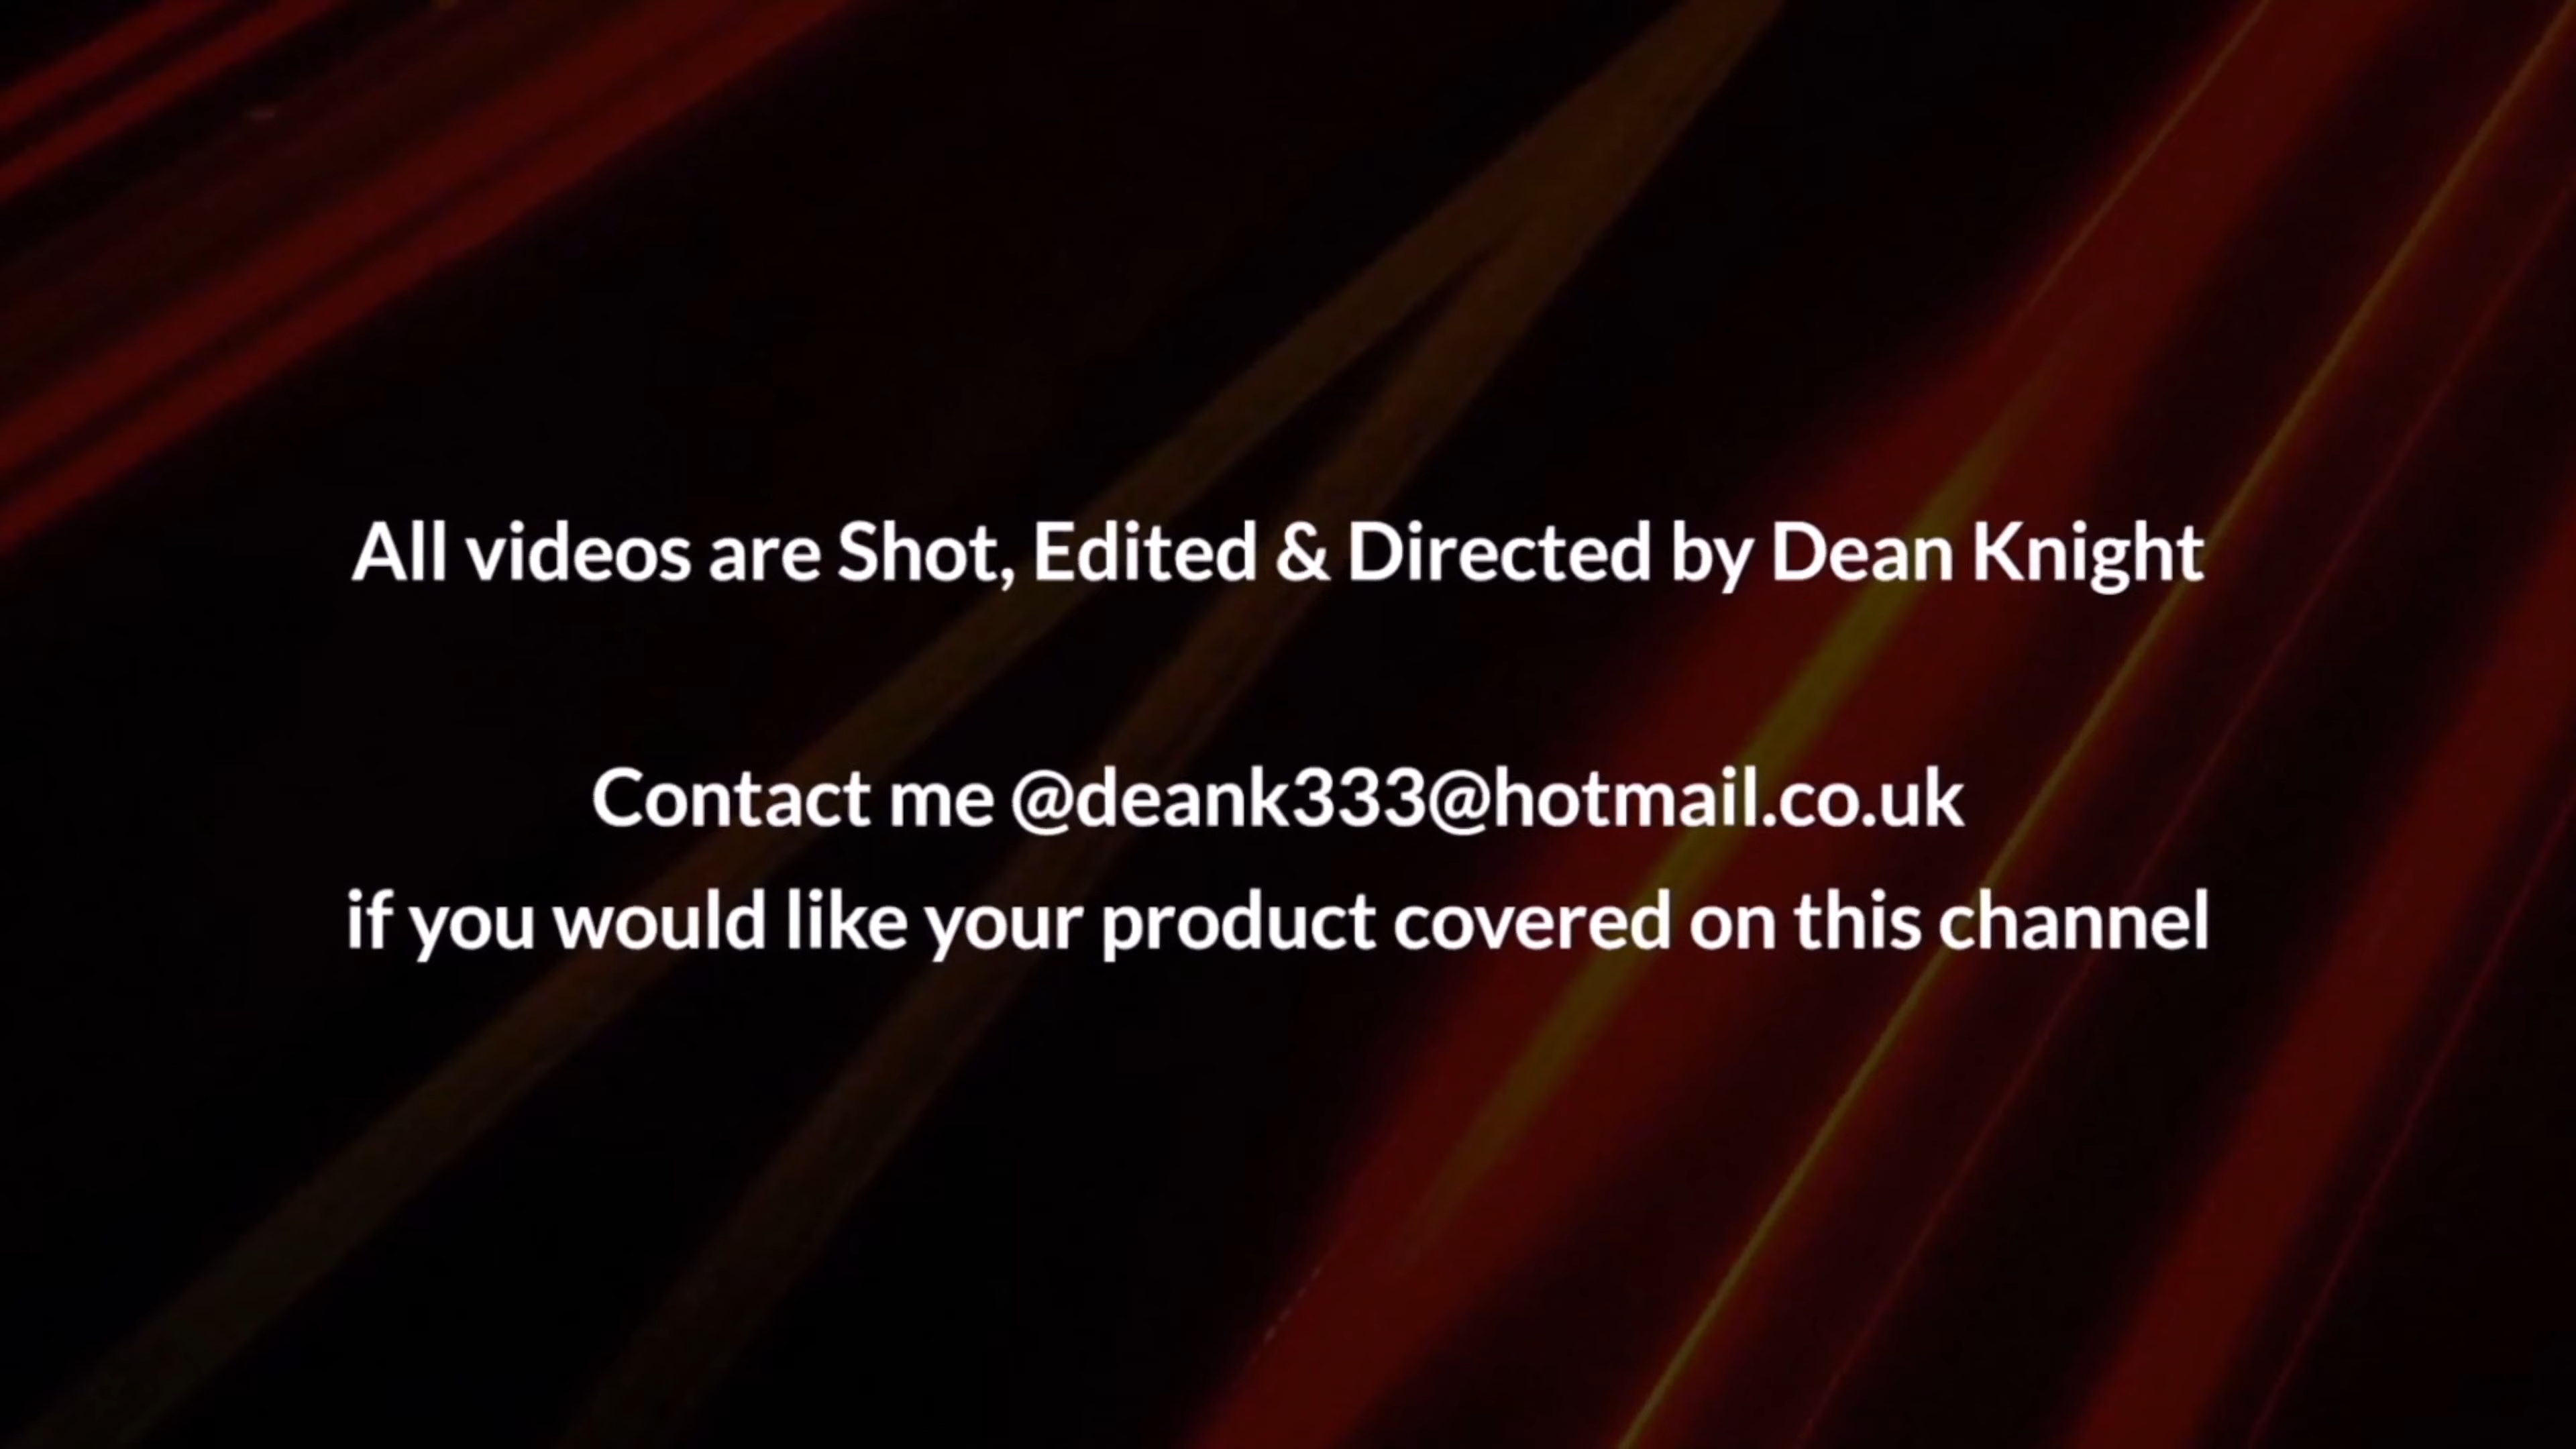 All videos are Shot, Edited & Directed by Dean Knight
Contact me @deank333@hotmail.co.uk
if you would like your product covered on this channel